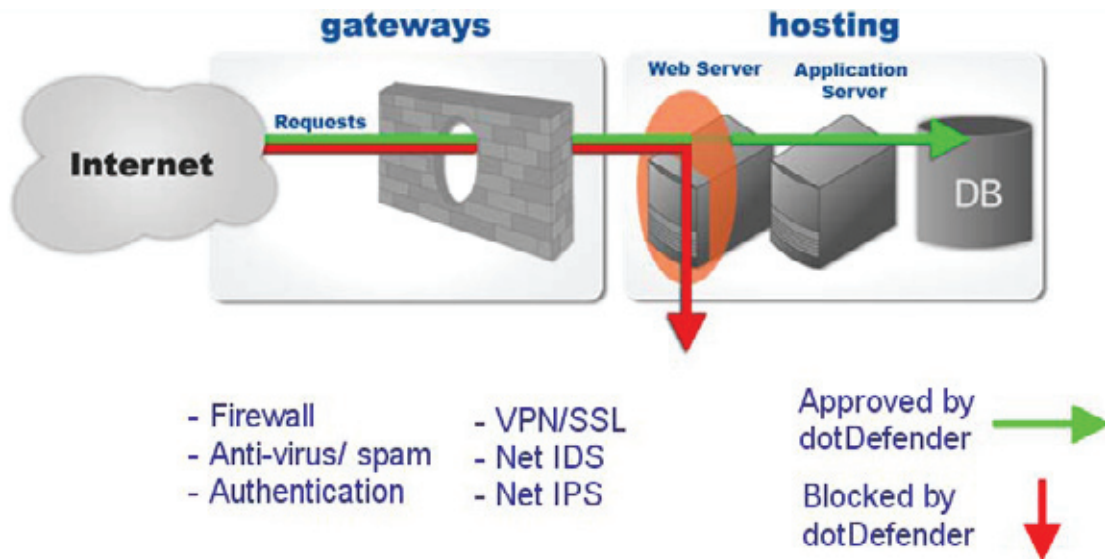 gateways
hosting
Web Server
Application
Server
Requests
Internet
DB
- Firewall
- Anti-virus/ spam
- Authentication
- VPN/SSL
- Net IDS
- Net IPS
Approved by
dotDefender
Blocked by
dotDefender